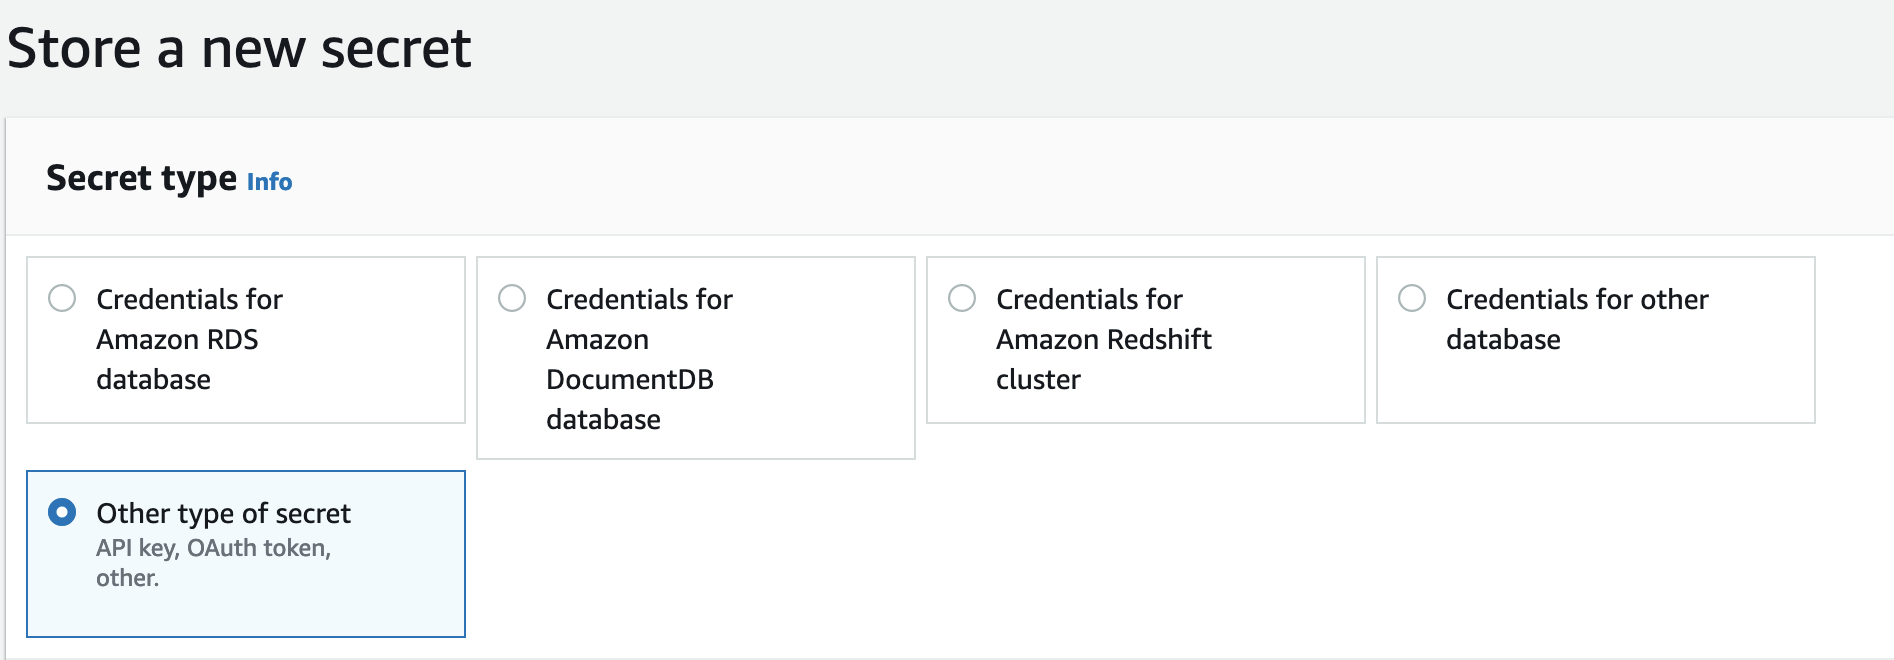 Store a new secret
Secret type Info
Credentials for
Amazon RDS
database
Credentials for
Amazon
DocumentDB
database
Credentials for
Amazon Redshift
cluster
Credentials for other
database
Other type of secret
API key, OAuth token,
other.